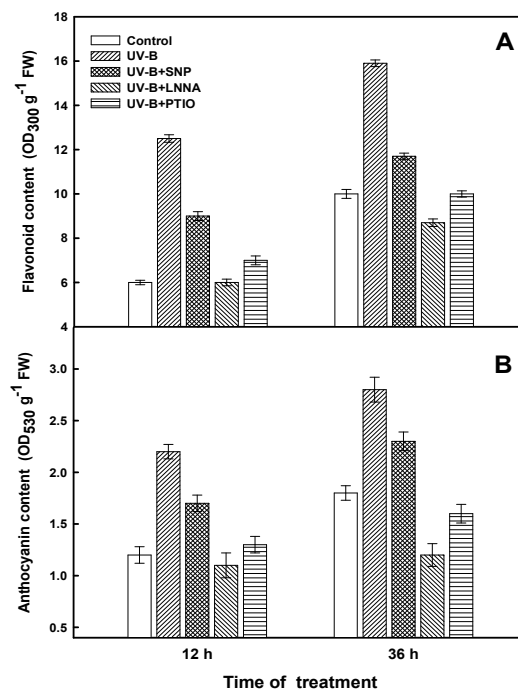 A
Control
UV-B
UV-B+SNP
UV-B+LNNA
UV-B+PTIO
Flavonoid content (OD300 g-1 FW)
16
14
12
10
8
6
4
B
Anthocyanin content (OD530 g-1 FW)
3.0
2.5
2.0
1.5
1.0
0.5
12 h
36 h
Time of treatment